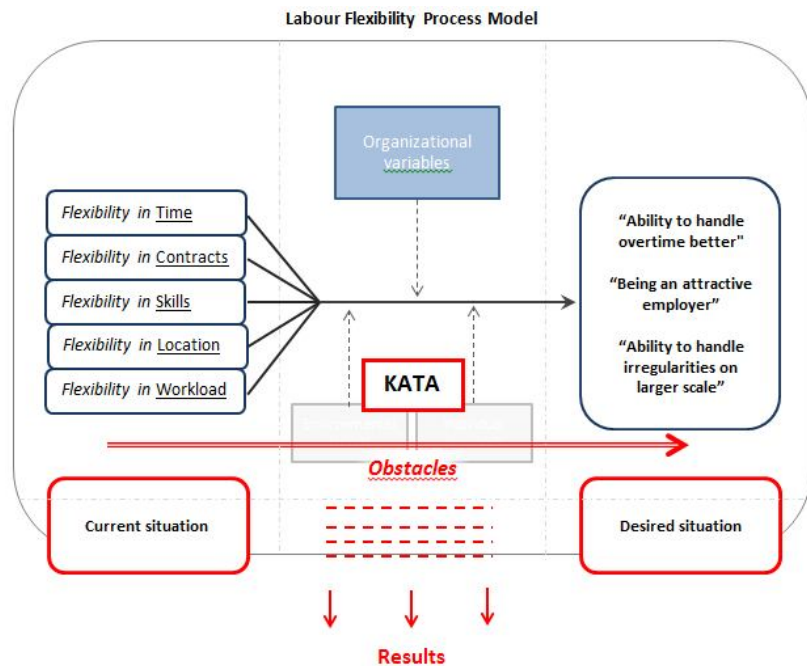 Labour Flexibility Process Model
Organizational
variables
Flexibility in Time
Flexibility in Contracts
Flexibility in Skills
Flexibility in Location
Flexibility in Workload
“Ability to handle
overtime better"
“Being an attractive
employer”
“Ability to handle
irregularities on
larger scale”
KATA
Obstacles
Current situation
Desired situation
Results